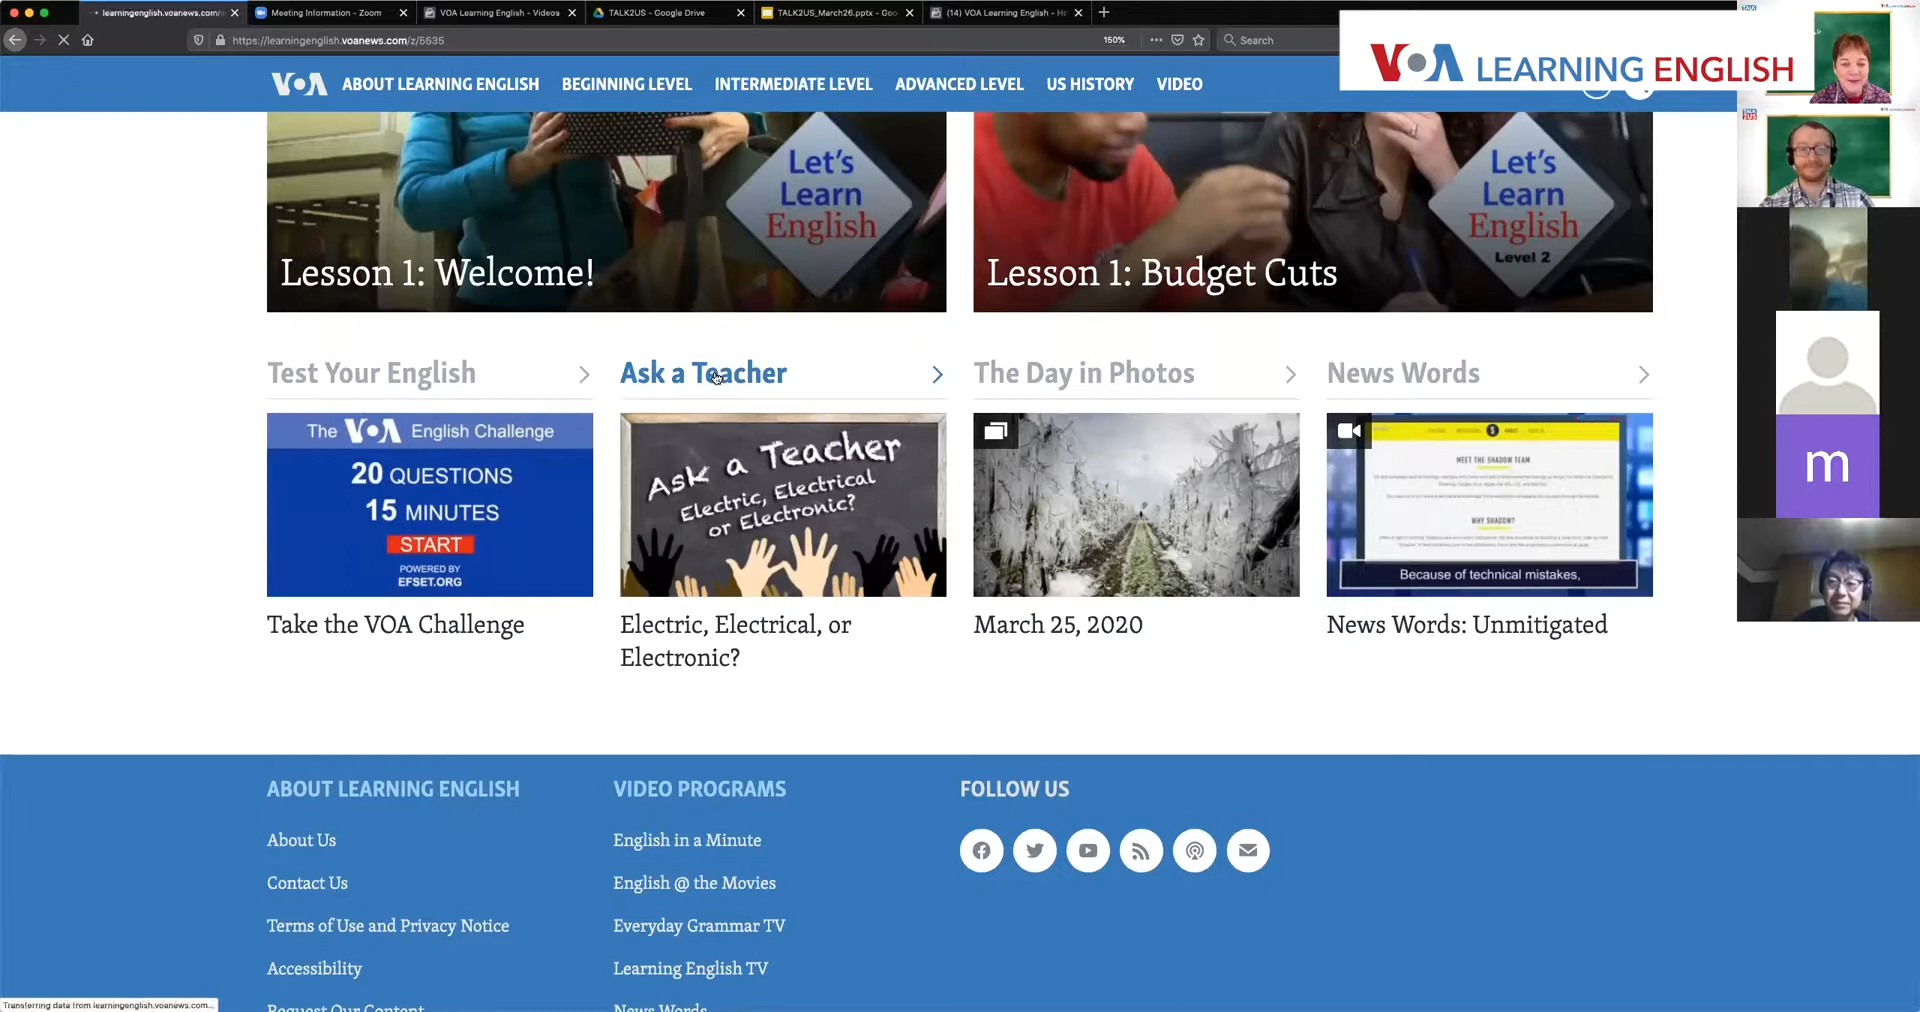 learningenglish.voanews.com/
Meeting Information - Zoom
VOA Learning English - Videos
TALK2US - Google Drive
TALK2US_March26.pptx - Goo
(14) VOA Learning English - Ho
https://learningenglish.voanews.com/z/5635
150%
Search
VOA LEARNING ENGLISH
VOA
ABOUT LEARNING ENGLISH
BEGINNING LEVEL
INTERMEDIATE LEVEL
ADVANCED LEVEL
US HISTORY
VIDEO
Let's
Learn
English
Lesson 1: Welcome!
Let's
Learn
English
Level 2
Lesson 1: Budget Cuts
Test Your English
Ask a Teacher
The Day in Photos
News Words
The VOA English Challenge
20 QUESTIONS
15 MINUTES
START
POWERED BY
EFSET.ORG
Ask a Teacher
Electric, Electrical
or Electronic?
MEET THE SHADOW TEAM
WHY SHADOW?
Because of technical mistakes,
m
Take the VOA Challenge
Electric, Electrical, or
Electronic?
March 25, 2020
News Words: Unmitigated
ABOUT LEARNING ENGLISH
About Us
Contact Us
Terms of Use and Privacy Notice
Accessibility
Request Our Content
VIDEO PROGRAMS
English in a Minute
English @ the Movies
Everyday Grammar TV
Learning English TV
News Words
FOLLOW US
Transferring data from learningenglish.voanews.com...